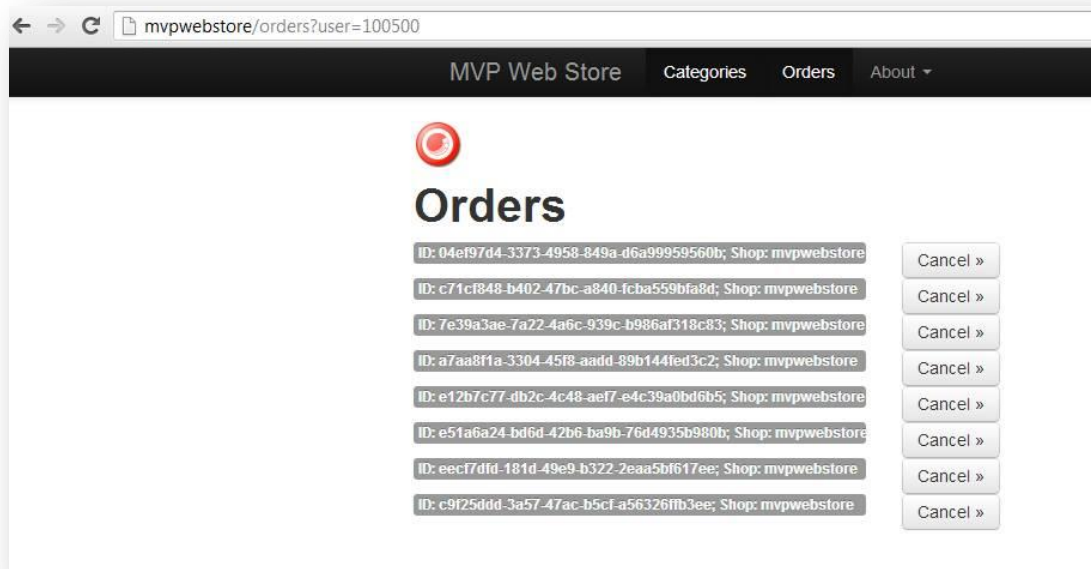 mvpwebstore/orders?user=100500
MVP Web Store Categories Orders About
Orders
ID: 04ef97d4-3373-4958-849a-d6a99959560b; Shop: mvpwebstore Cancel »
ID: c71cf848-b402-47bc-a840-fcba559bfa8d; Shop: mvpwebstore Cancel »
ID: 7e39a3ae-7a22-4a6c-939c-b986af318c83; Shop: mvpwebstore Cancel »
ID: a7aa8f1a-3304-45f8-aadd-89b144fed3c2; Shop: mvpwebstore Cancel »
ID: e12b7c77-db2c-4c48-aef7-e4c39a0bd6b5; Shop: mvpwebstore Cancel »
ID: e51a6a24-bd6d-42b6-ba9b-76d4935b980b; Shop: mvpwebstore Cancel »
ID: eecf7dfd-181d-49e9-b322-2eaa5bf617ee; Shop: mvpwebstore Cancel »
ID: c9f25ddd-3a57-47ac-b5cf-a56326ffb3ee; Shop: mvpwebstore Cancel »